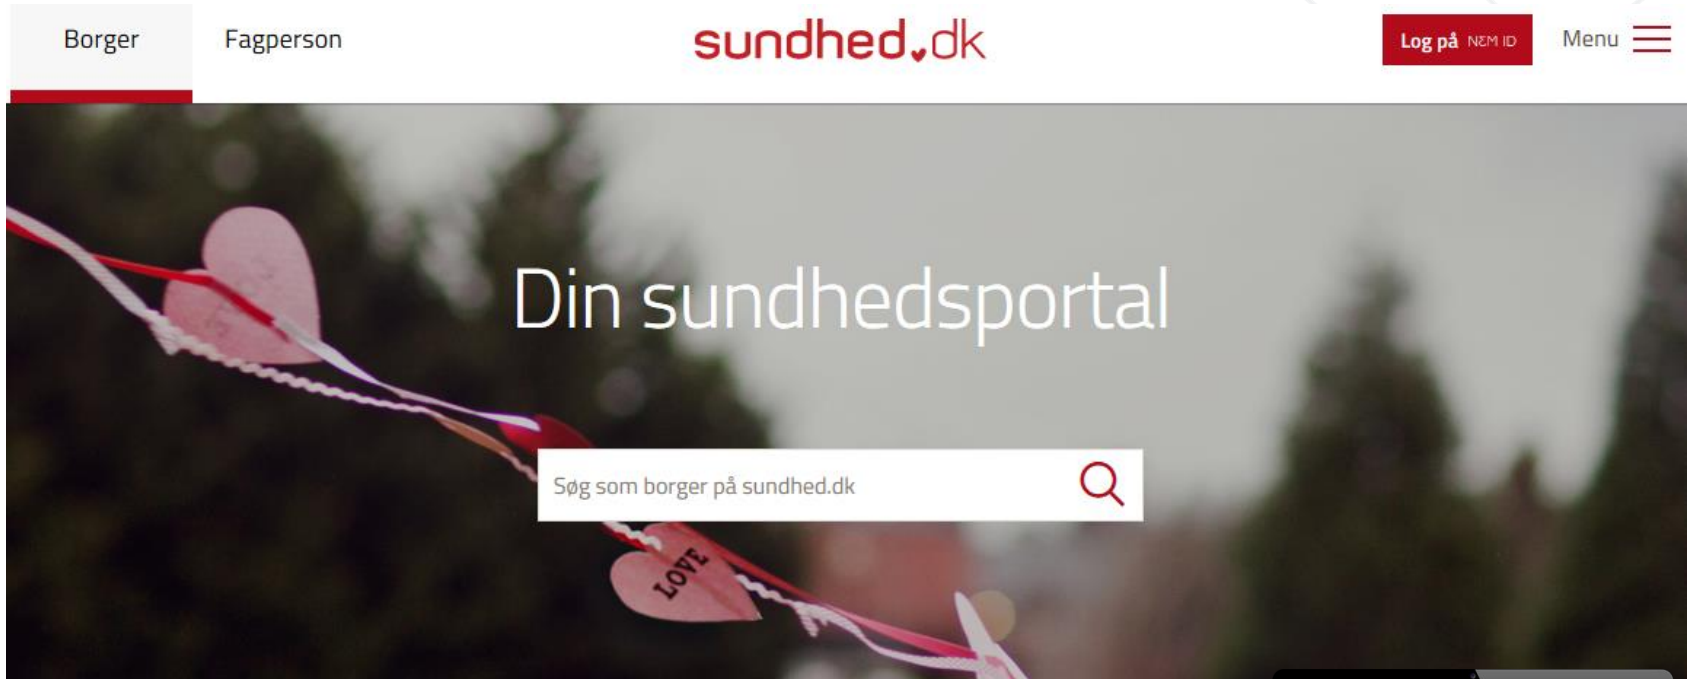 Borger
Fagperson
sundhed.dk
Log på NEM ID
Menu
Din sundhedsportal
Søg som borger på sundhed.dk
LOVE